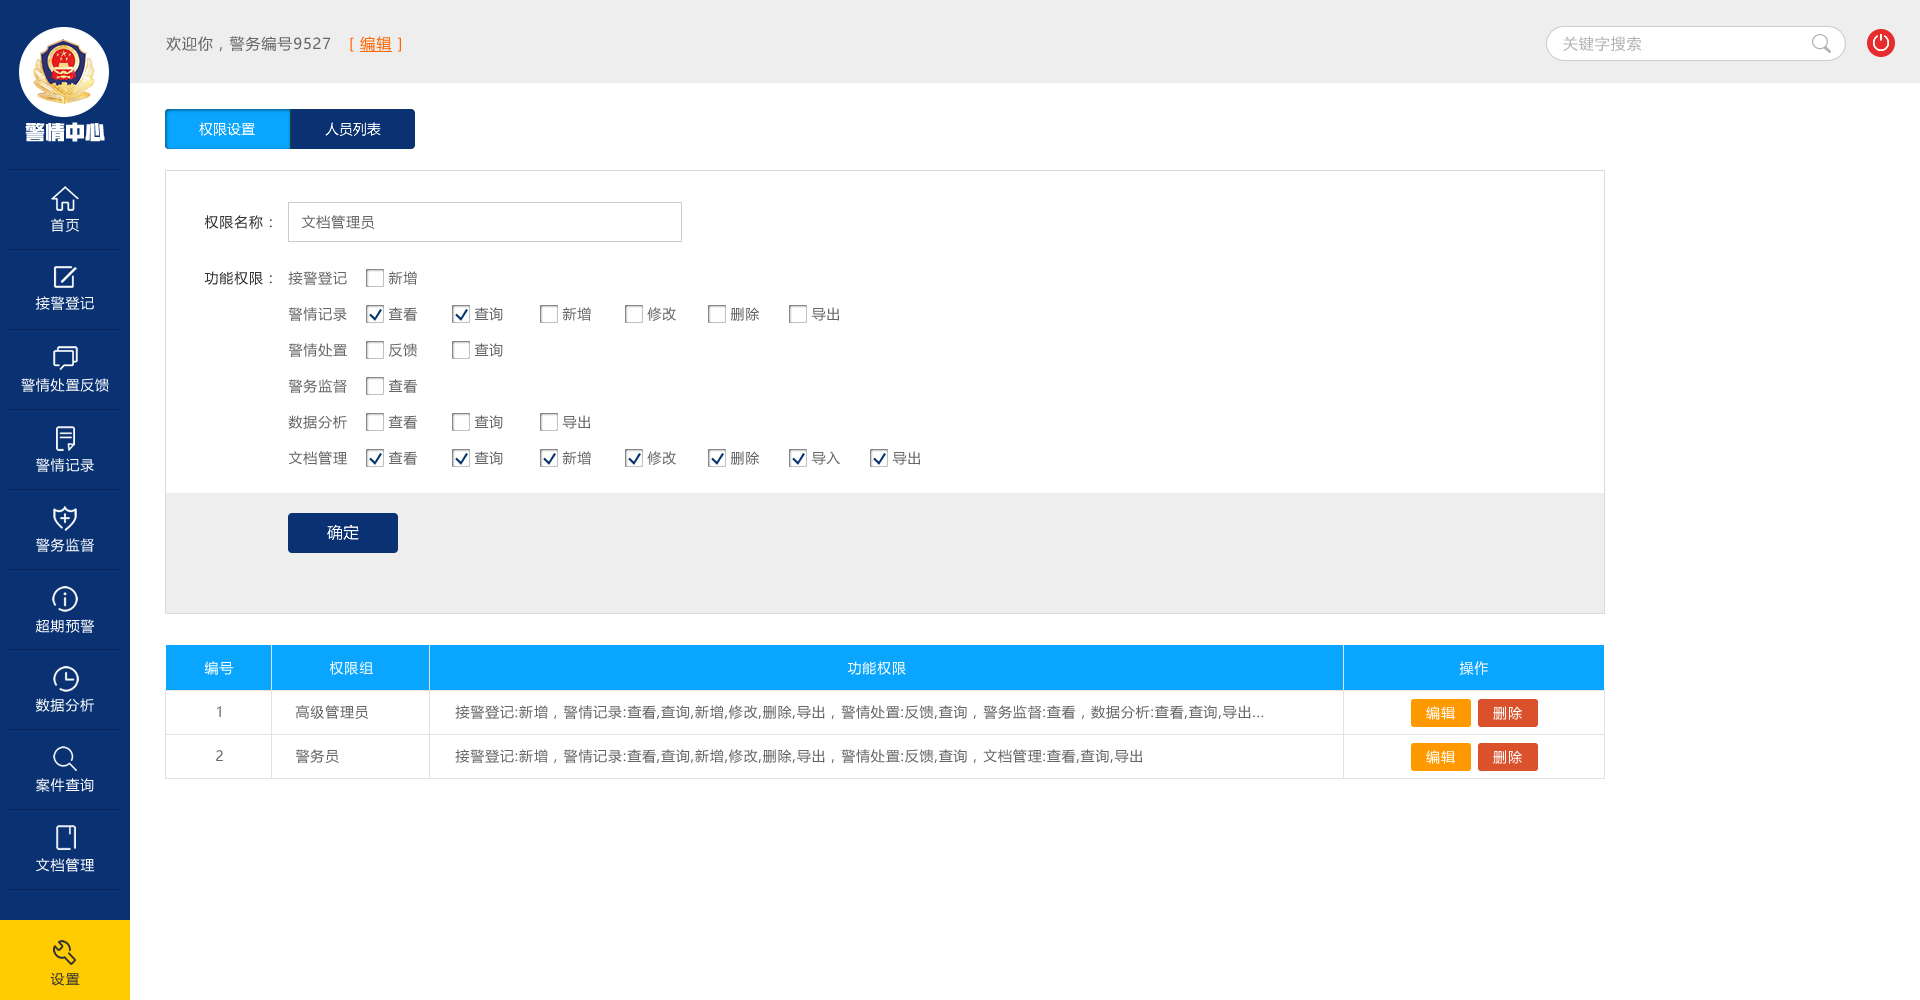 警情中心
首页
接警登记
警情处置反馈
警情记录
警务监督
超期预警
数据分析
案件查询
文档管理
设置
欢迎你，警务编号9527 [ 编辑 ]
关键字搜索
权限设置 人员列表
权限名称： 文档管理员
功能权限： 接警登记 新增
警情记录 查看 查询 新增 修改 删除 导出
警情处置 反馈 查询
警务监督 查看
数据分析 查看 查询 导出
文档管理 查看 查询 新增 修改 删除 导入 导出
确定
编号 权限组 功能权限 操作
1 高级管理员 接警登记:新增，警情记录:查看,查询,新增,修改,删除,导出，警情处置:反馈,查询，警务监督:查看，数据分析:查看,查询,导出... 编辑 删除
2 警务员 接警登记:新增，警情记录:查看,查询,新增,修改,删除,导出，警情处置:反馈,查询，文档管理:查看,查询,导出 编辑 删除